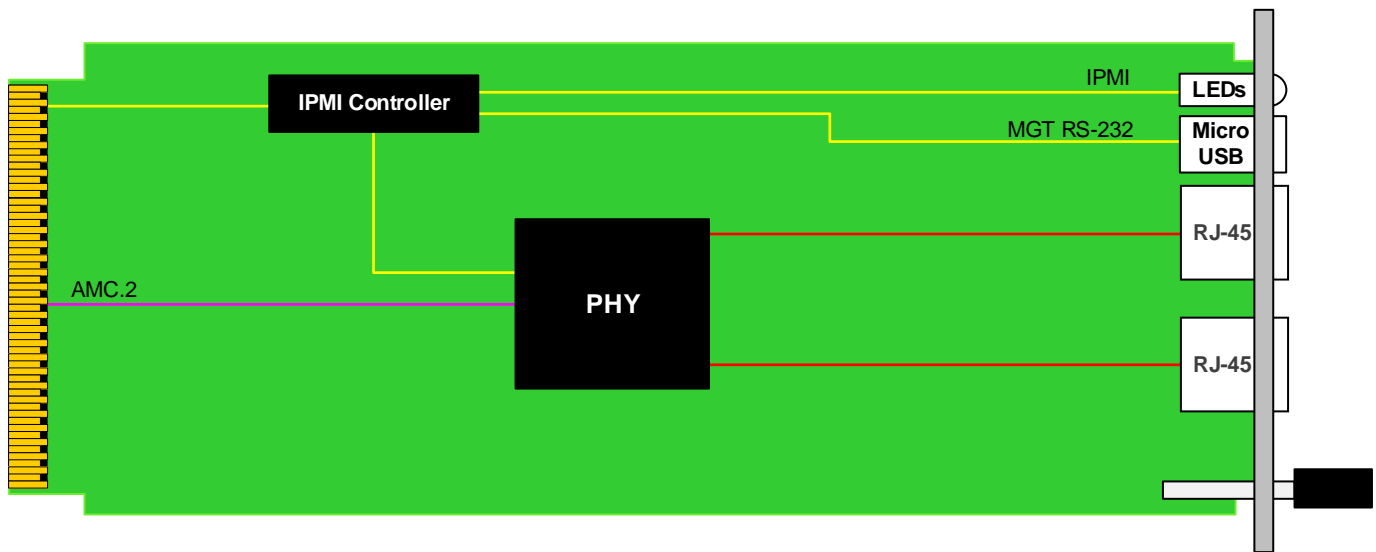 IPMI
LEDs
IPMI Controller
MGT RS-232
Micro
USB
RJ-45
AMC.2
PHY
RJ-45